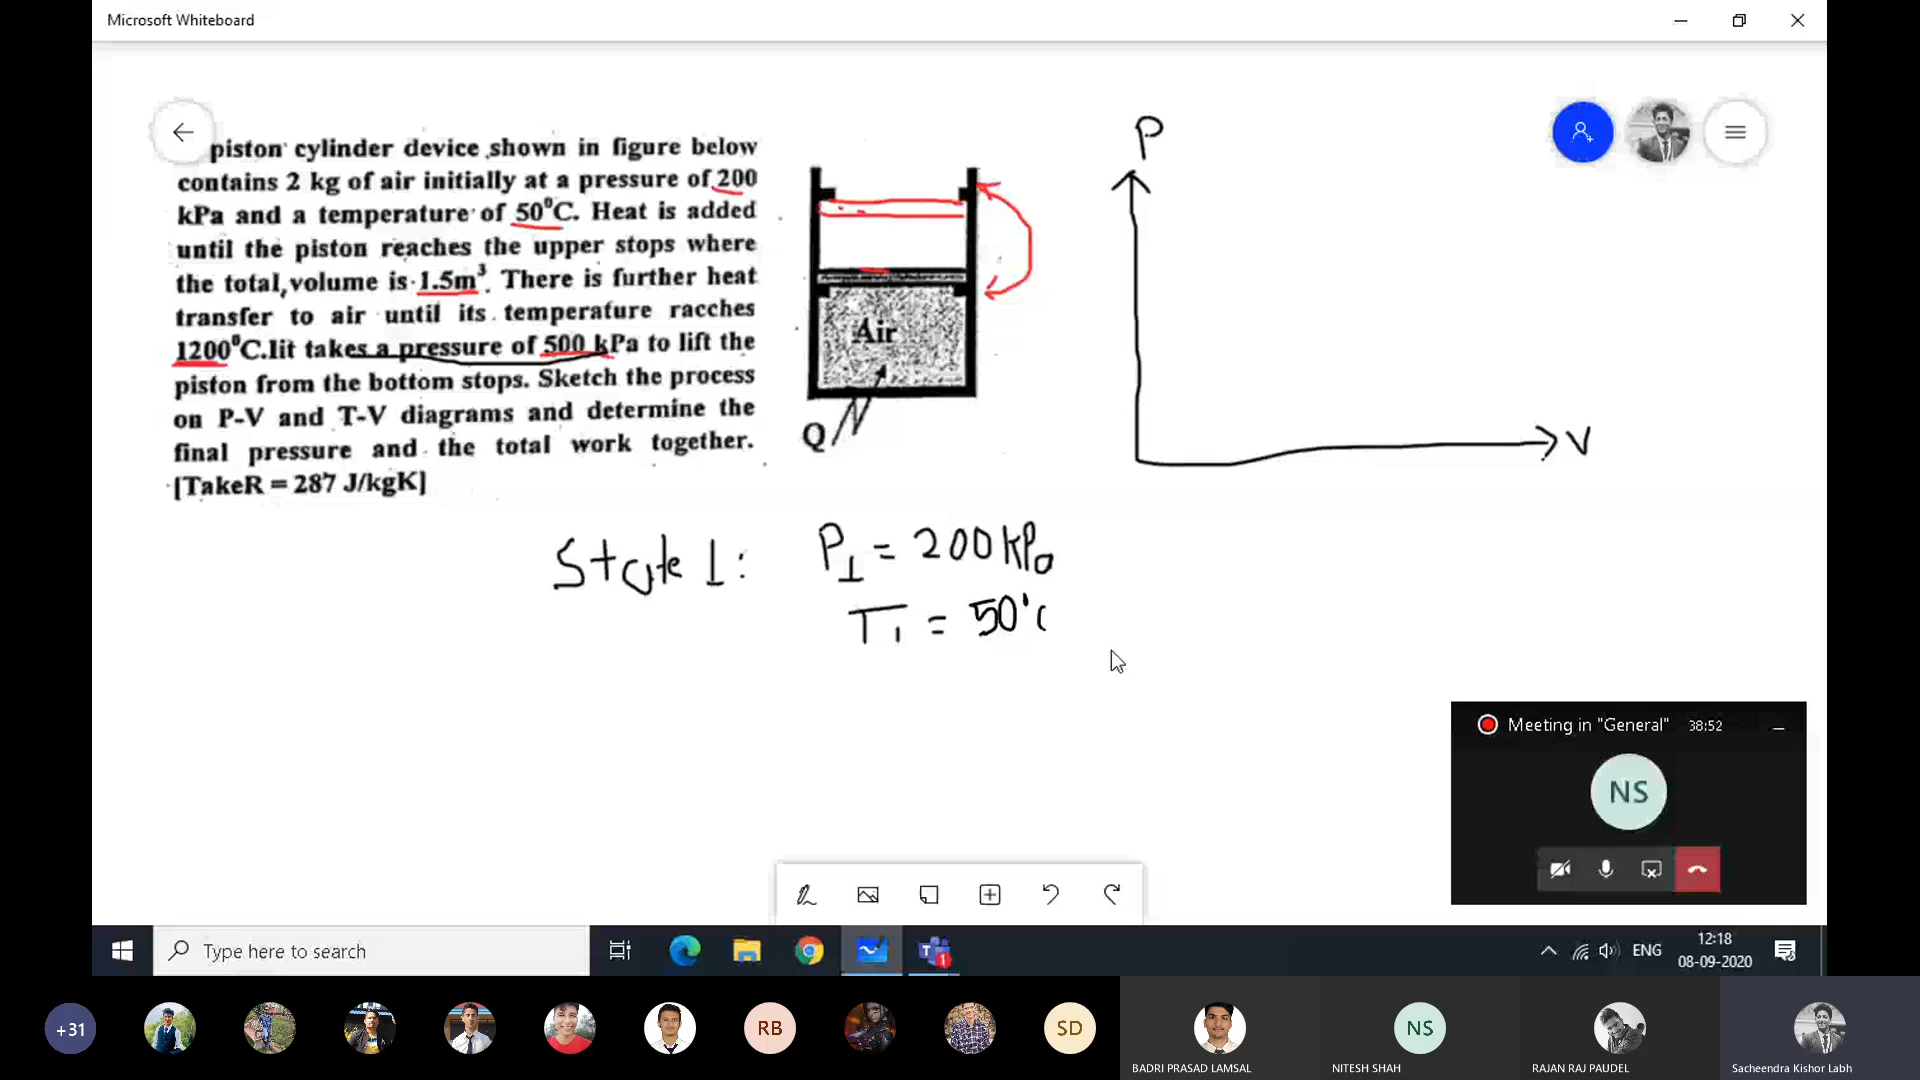 Microsoft Whiteboard
piston cylinder device shown in figure below
contains 2 kg of air initially at a pressure of 200
kPa and a temperature of 50⁰C. Heat is added
until the piston reaches the upper stops where
the total volume is 1.5m³. There is further heat
transfer to air until its temperature racches
1200⁰C.lit takes a pressure of 500 kPa to lift the
piston from the bottom stops. Sketch the process
on P-V and T-V diagrams and determine the
final pressure and the total work together.
[TakeR = 287 J/kgK]
Air
Q
P
V
State 1:
P₁ = 200 kPa
T₁ = 50°C
Meeting in "General" 38:52
NS
Type here to search
1
ENG
12:18
08-09-2020
+31
RB
SD
BADRI PRASAD LAMSAL
NS
NITESH SHAH
RAJAN RAJ PAUDEL
Sacheendra Kishor Labh